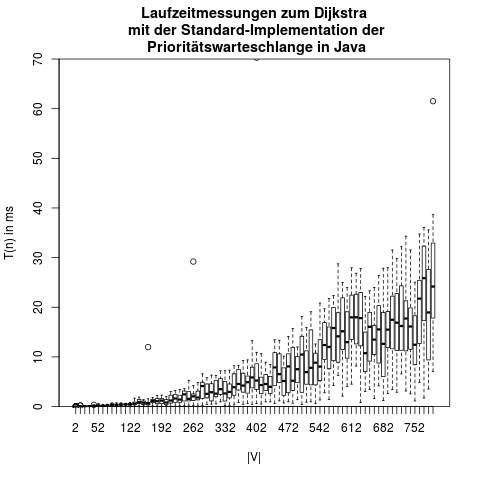 Laufzeitmessungen zum Dijkstra
mit der Standard-Implementation der
Prioritätswarteschlange in Java
T(n) in ms
70
60
50
40
30
20
10
0
2 52 122 192 262 332 402 472 542 612 682 752
|V|